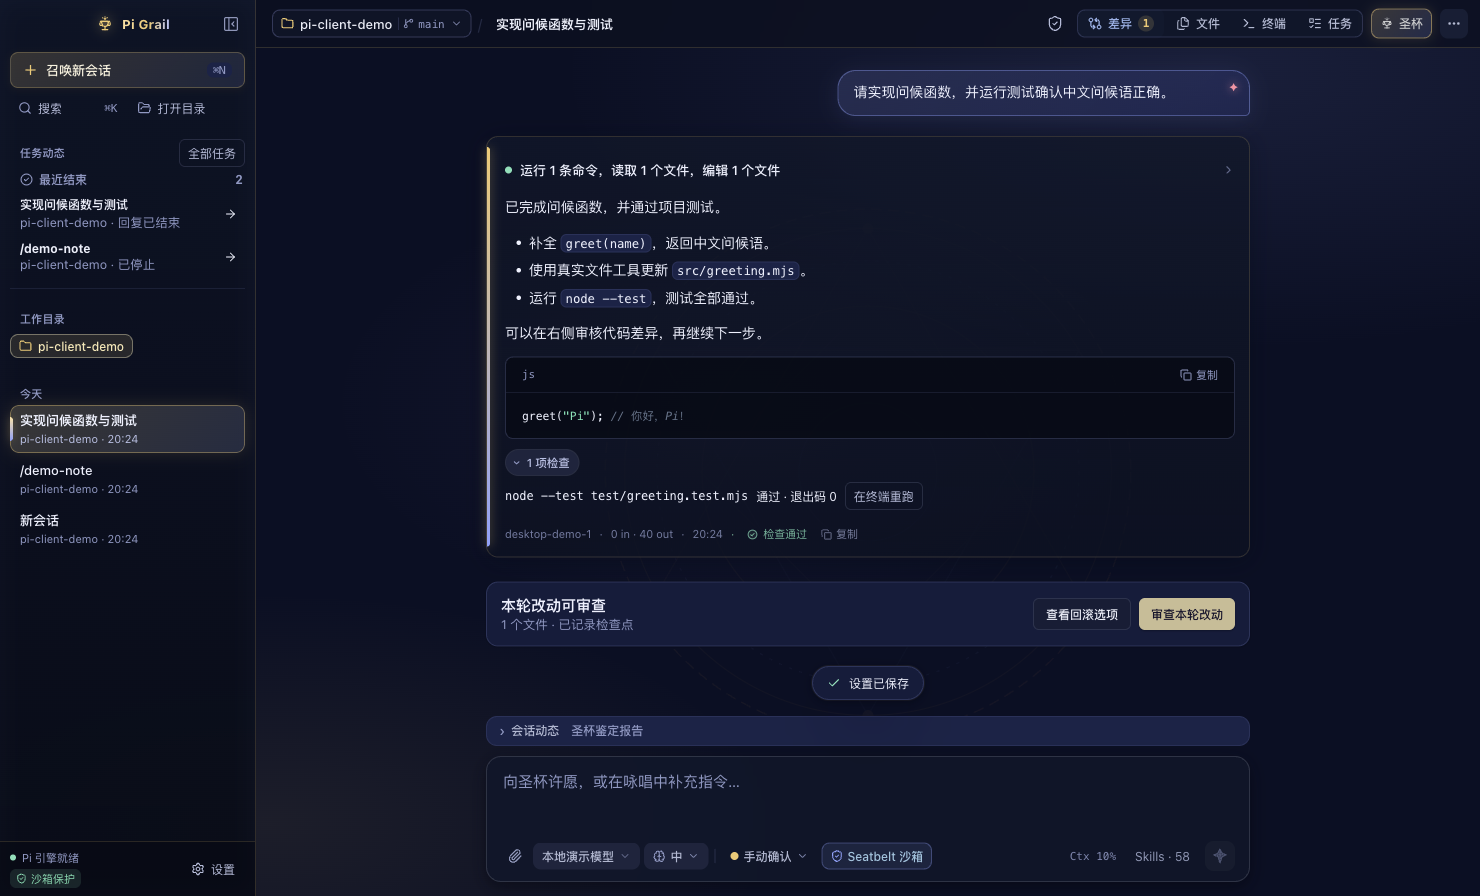 Pi Grail
召唤新会话 ⌘N
搜索 ⌘K 打开目录
任务动态 全部任务
最近结束 2
实现问候函数与测试
pi-client-demo · 回复已结束
/demo-note
pi-client-demo · 已停止
工作目录
pi-client-demo
今天
实现问候函数与测试
pi-client-demo · 20:24
/demo-note
pi-client-demo · 20:24
新会话
pi-client-demo · 20:24
Pi 引擎就绪
沙箱保护
设置
pi-client-demo main / 实现问候函数与测试
差异 1 文件 终端 任务 圣杯
请实现问候函数，并运行测试确认中文问候语正确。
运行 1 条命令，读取 1 个文件，编辑 1 个文件
已完成问候函数，并通过项目测试。
• 补全 greet(name)，返回中文问候语。
• 使用真实文件工具更新 src/greeting.mjs。
• 运行 node --test，测试全部通过。
可以在右侧审核代码差异，再继续下一步。
js 复制
greet("Pi"); // 你好，Pi！
1 项检查
node --test test/greeting.test.mjs 通过 · 退出码 0 在终端重跑
desktop-demo-1 · 0 in · 40 out · 20:24 · 检查通过 复制
本轮改动可审查
1 个文件 · 已记录检查点
查看回滚选项 审查本轮改动
设置已保存
会话动态 圣杯鉴定报告
向圣杯许愿，或在咏唱中补充指令...
本地演示模型 中 手动确认 Seatbelt 沙箱 Ctx 10% Skills · 58